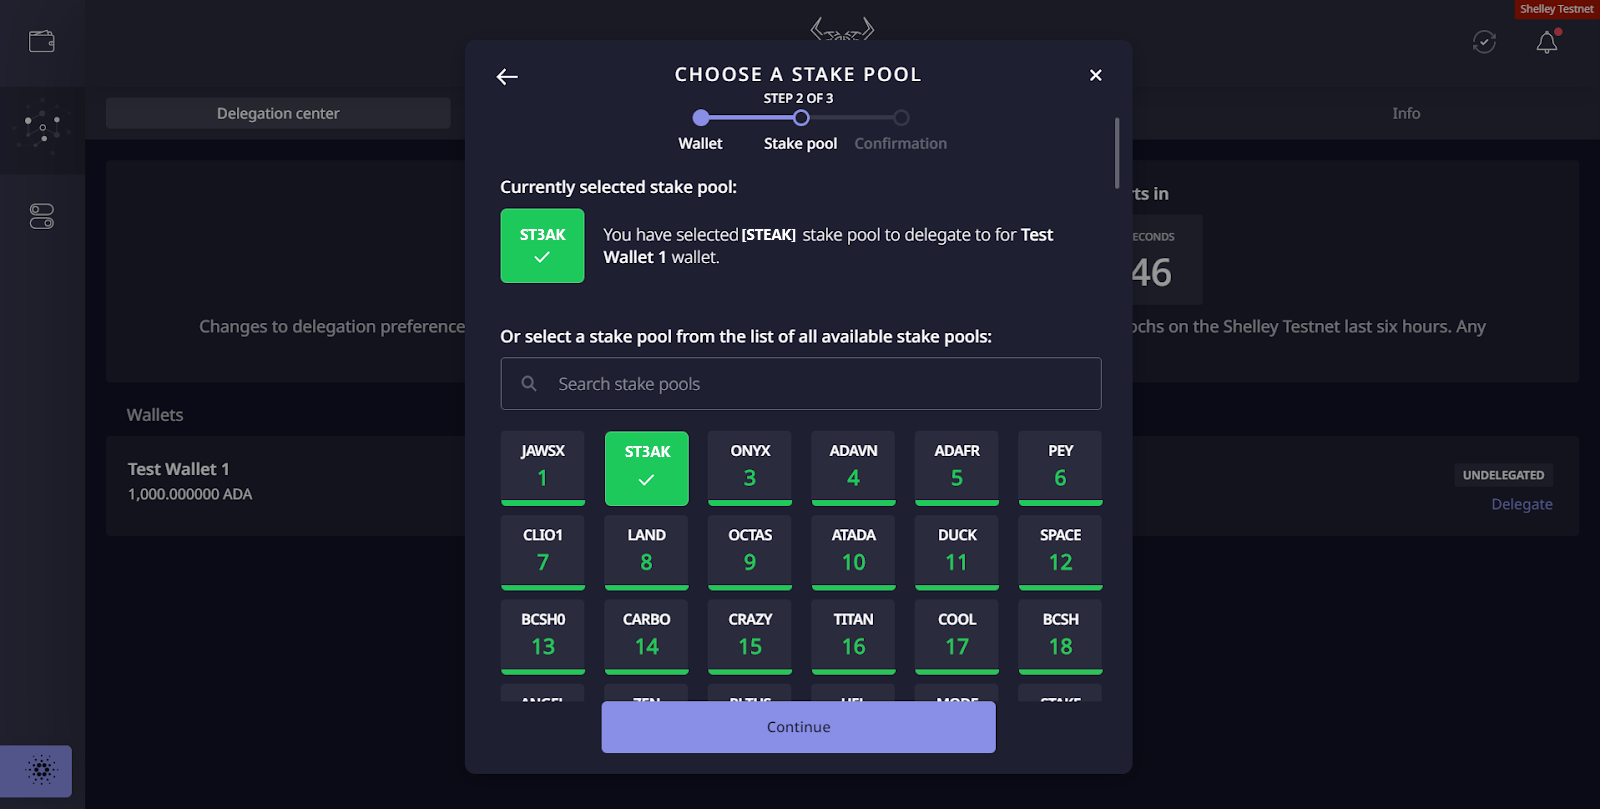 Shelley Testnet
CHOOSE A STAKE POOL
STEP 2 OF 3
Wallet Stake pool Confirmation
Delegation center
Info
Currently selected stake pool:
ST3AK
You have selected [STEAK] stake pool to delegate to for Test
Wallet 1 wallet.
rts in
ECONDS
46
Changes to delegation preference
ochs on the Shelley Testnet last six hours. Any
Or select a stake pool from the list of all available stake pools:
Search stake pools
Wallets
Test Wallet 1
1,000.000000 ADA
UNDELEGATED
Delegate
JAWSX ST3AK ONYX ADAVN ADAFR PEY
1 3 4 5 6
CLIO1 LAND OCTAS ATADA DUCK SPACE
7 8 9 10 11 12
BCSH0 CARBO CRAZY TITAN COOL BCSH
13 14 15 16 17 18
Continue